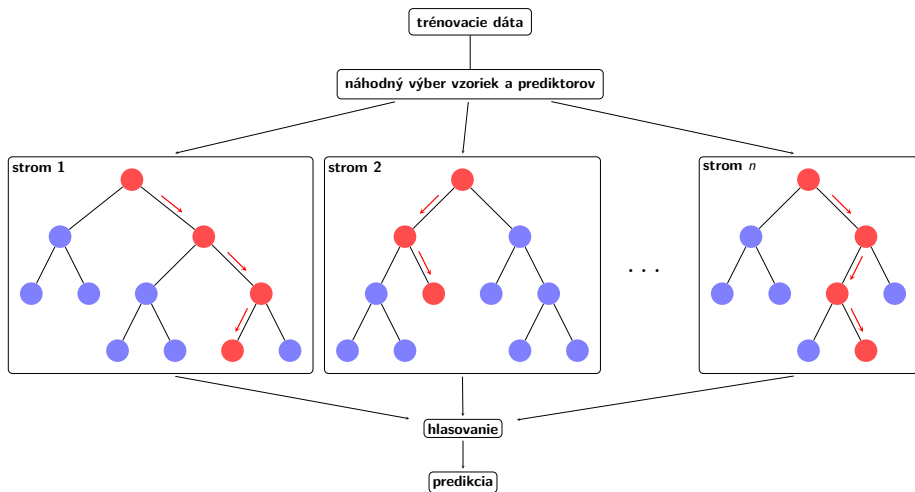 trénovacie dáta
náhodný výber vzoriek a prediktorov
strom 1
strom 2
strom n
. . .
hlasovanie
predikcia